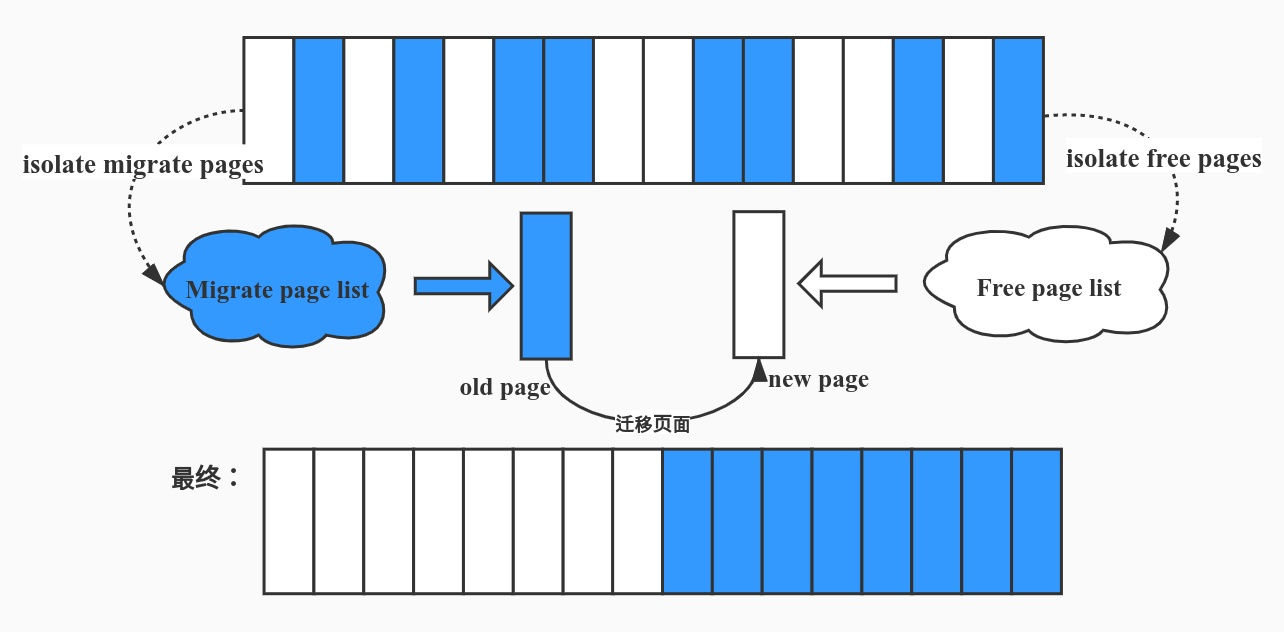 isolate migrate pages
isolate free pages
Migrate page list
Free page list
old page
new page
迁移页面
最终：